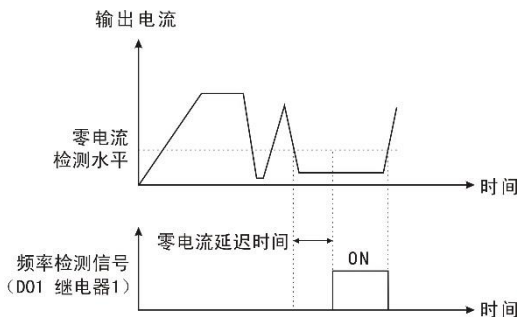 输出电流
零电流
检测水平
时间
零电流延迟时间
ON
频率检测信号
（DO1 继电器1）
时间